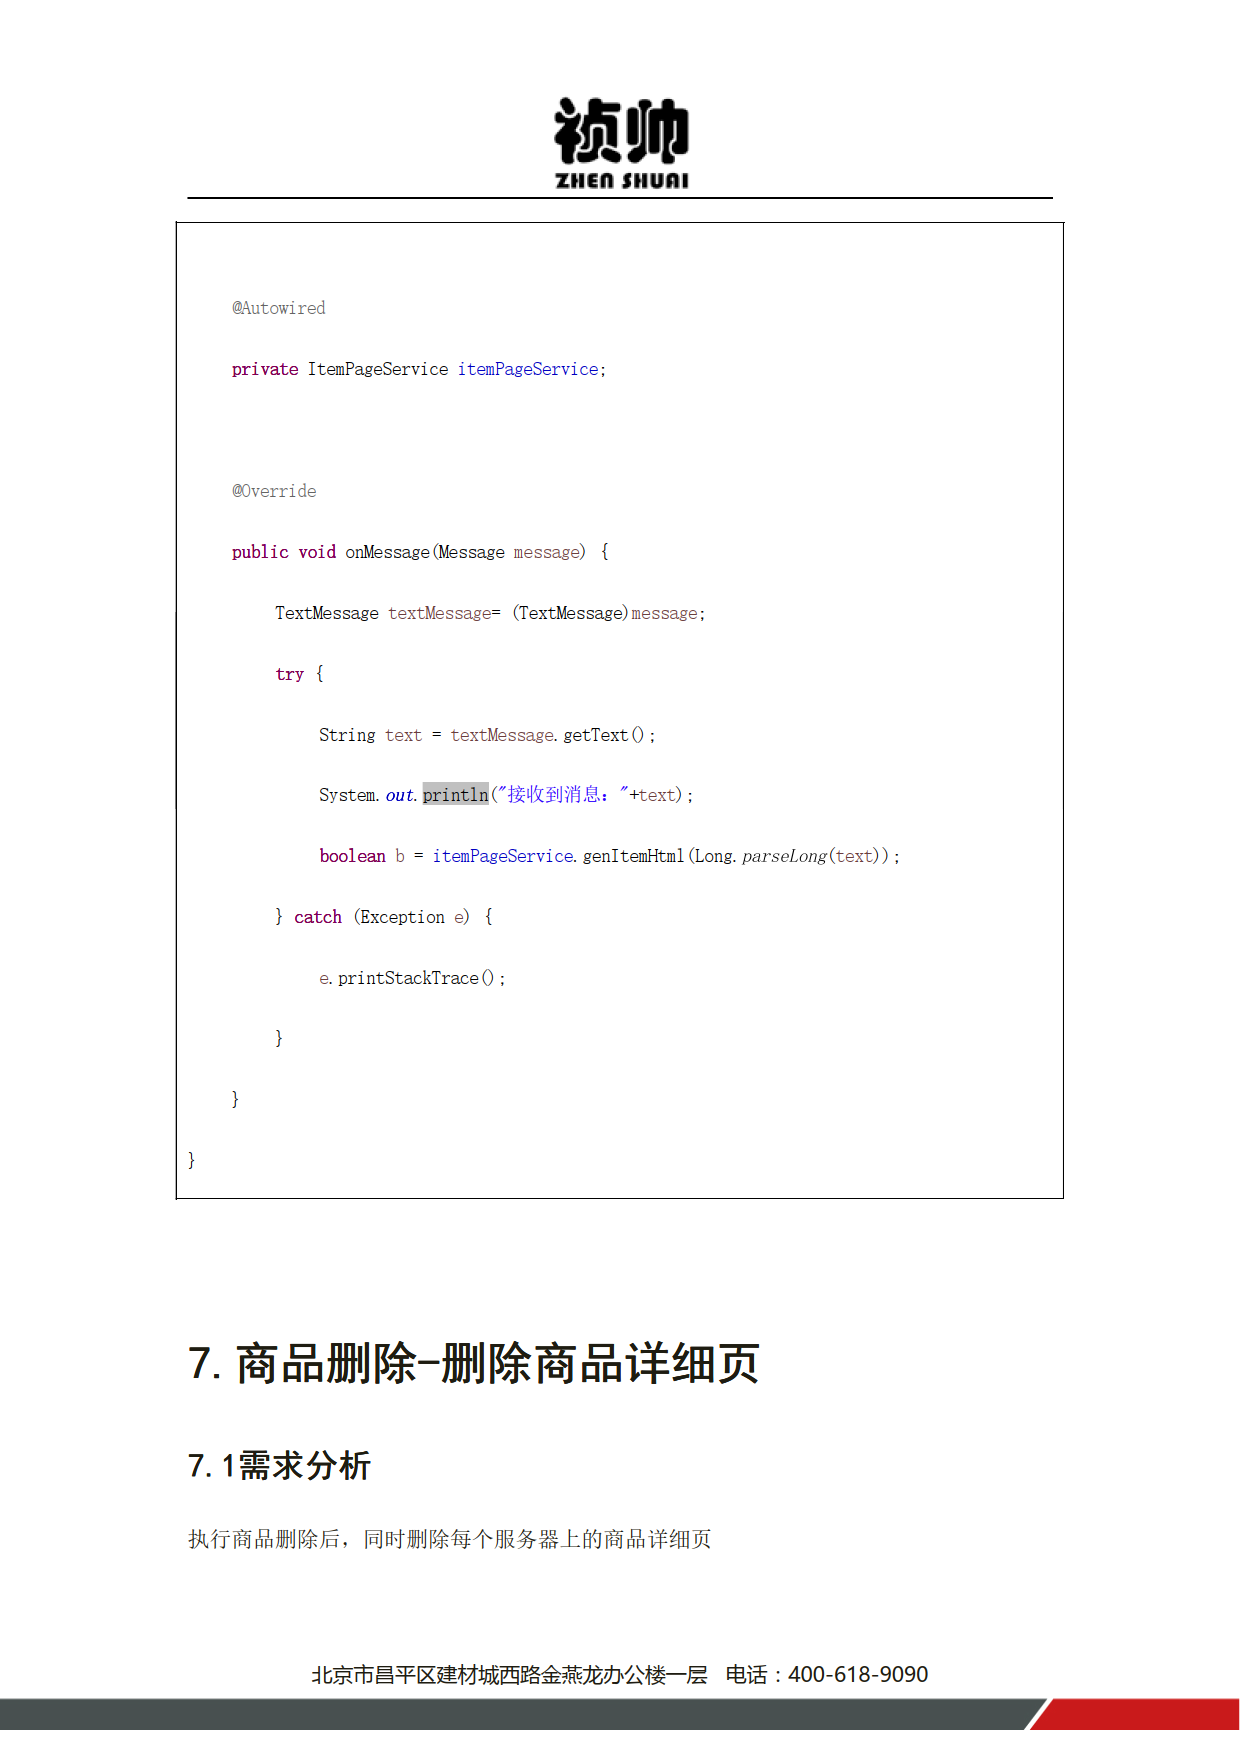 祯帅
ZHEN SHUAI
@Autowired
private ItemPageService itemPageService;
@Override
public void onMessage(Message message) {
TextMessage textMessage= (TextMessage)message;
try {
String text = textMessage.getText();
System.out.println("接收到消息："+text);
boolean b = itemPageService.genItemHtml(Long.parseLong(text));
} catch (Exception e) {
e.printStackTrace();
}
}
}
7.商品删除-删除商品详细页
7.1需求分析
执行商品删除后，同时删除每个服务器上的商品详细页
北京市昌平区建材城西路金燕龙办公楼一层 电话：400-618-9090